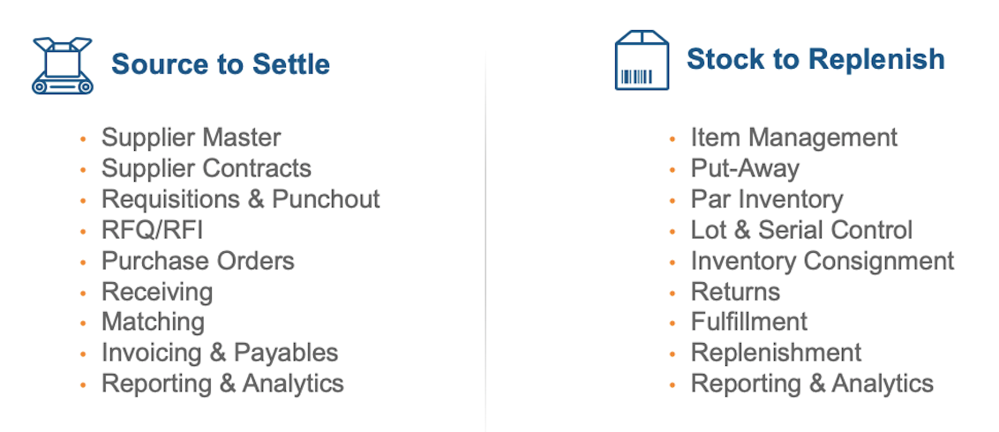 Source to Settle
Supplier Master
Supplier Contracts
Requisitions & Punchout
RFQ/RFI
Purchase Orders
Receiving
Matching
Invoicing & Payables
Reporting & Analytics
Stock to Replenish
Item Management
Put-Away
Par Inventory
Lot & Serial Control
Inventory Consignment
Returns
Fulfillment
Replenishment
Reporting & Analytics